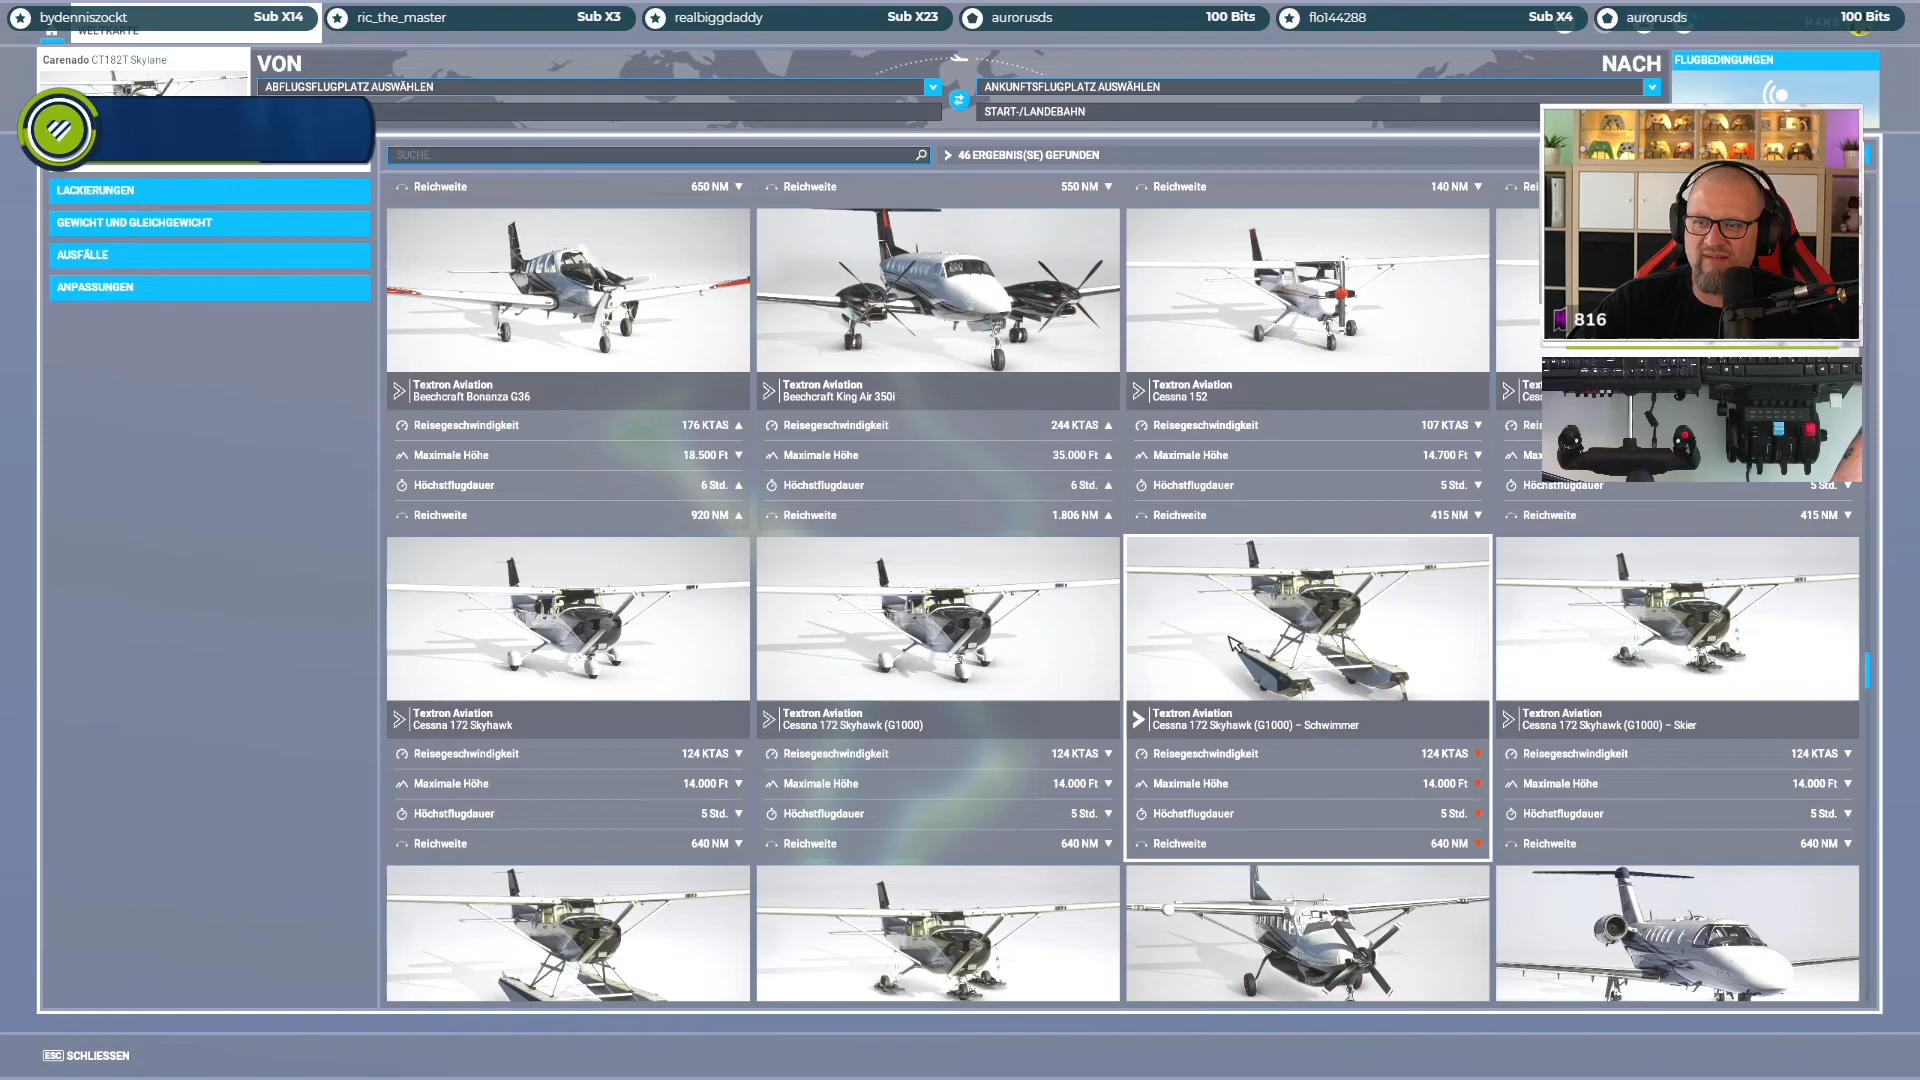 bydenniszockt Sub X14
ric_the_master Sub X3
realbiggdaddy Sub X23
aurorusds 100 Bits
flo144288 Sub X4
aurorusds 100 Bits
WELTKARTE
Carenado CT182T Skylane
VON
NACH
FLUGBEDINGUNGEN
ABFLUGSFLUGPLATZ AUSWÄHLEN
ANKUNFTSFLUGPLATZ AUSWÄHLEN
START-/LANDEBAHN
SUCHE
46 ERGEBNIS(SE) GEFUNDEN
LACKIERUNGEN
GEWICHT UND GLEICHGEWICHT
AUSFÄLLE
ANPASSUNGEN
Reichweite 650 NM
Reichweite 550 NM
Reichweite 140 NM
Rei
816
Textron Aviation
Beechcraft Bonanza G36
Reisegeschwindigkeit 176 KTAS
Maximale Höhe 18.500 Ft
Höchstflugdauer 6 Std.
Reichweite 920 NM
Textron Aviation
Beechcraft King Air 350i
Reisegeschwindigkeit 244 KTAS
Maximale Höhe 35.000 Ft
Höchstflugdauer 6 Std.
Reichweite 1.806 NM
Textron Aviation
Cessna 152
Reisegeschwindigkeit 107 KTAS
Maximale Höhe 14.700 Ft
Höchstflugdauer 5 Std.
Reichweite 415 NM
Text
Cess
Reis
Max
Höchstflugdauer 5 Std.
Reichweite 415 NM
Textron Aviation
Cessna 172 Skyhawk
Reisegeschwindigkeit 124 KTAS
Maximale Höhe 14.000 Ft
Höchstflugdauer 5 Std.
Reichweite 640 NM
Textron Aviation
Cessna 172 Skyhawk (G1000)
Reisegeschwindigkeit 124 KTAS
Maximale Höhe 14.000 Ft
Höchstflugdauer 5 Std.
Reichweite 640 NM
Textron Aviation
Cessna 172 Skyhawk (G1000) – Schwimmer
Reisegeschwindigkeit 124 KTAS
Maximale Höhe 14.000 Ft
Höchstflugdauer 5 Std.
Reichweite 640 NM
Textron Aviation
Cessna 172 Skyhawk (G1000) – Skier
Reisegeschwindigkeit 124 KTAS
Maximale Höhe 14.000 Ft
Höchstflugdauer 5 Std.
Reichweite 640 NM
ESC SCHLIESSEN